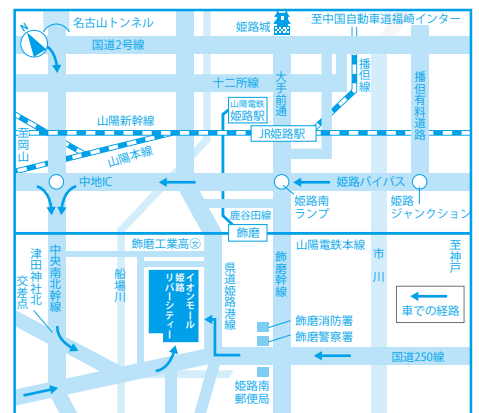 N
名古山トンネル
姫路城
至中国自動車道福崎インター
国道2号線
播但線
十二所線
大手前通
播但有料道路
山陽電鉄
姫路駅
山陽新幹線
JR姫路駅
至岡山
山陽本線
中地IC
姫路バイパス
姫路南
ランプ
姫路
ジャンクション
鹿谷田線
飾磨
飾磨工業高㊛
山陽電鉄本線
津田神社北
交差点
中央南北幹線
船場川
イオンモール
姫路
リバーシティー
県道姫路港線
飾磨幹線
市川
至神戸
車での経路
飾磨消防署
飾磨警察署
国道250線
姫路南
郵便局